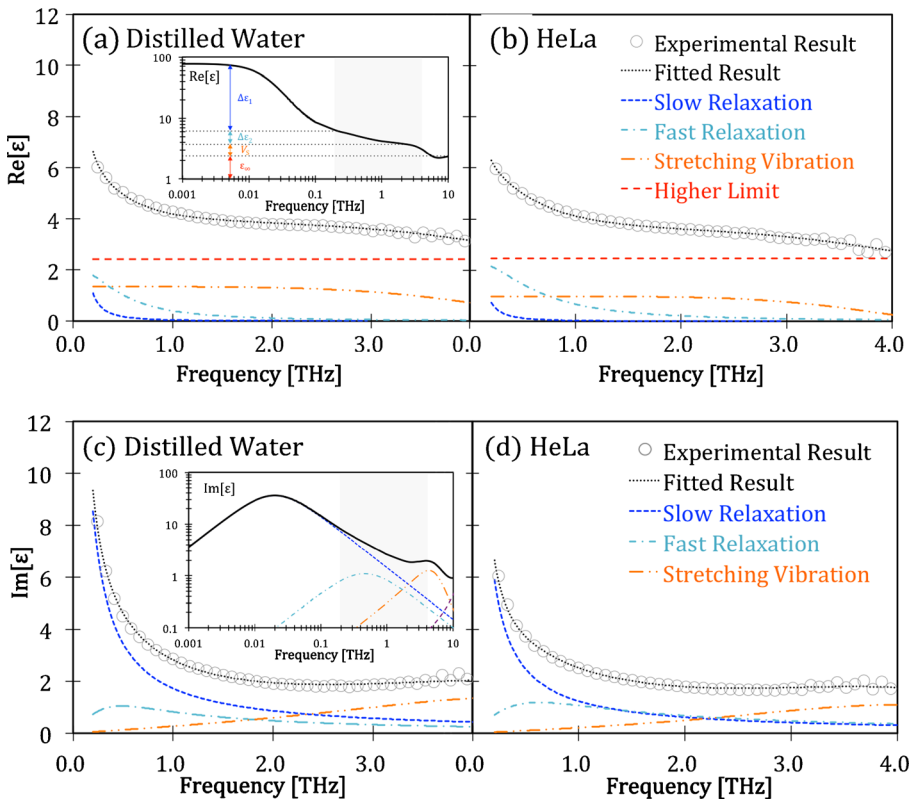 (a) Distilled Water
12
10
8
6
4
2
0
Re[ε]
100
10
1
Re[ε]
Δε₁
Δε₂
Vₛ
ε∞
0.001
0.01
0.1
1
10
Frequency [THz]
0.0
1.0
2.0
3.0
0.0
Frequency [THz]
(b) HeLa
Experimental Result
Fitted Result
Slow Relaxation
Fast Relaxation
Stretching Vibration
Higher Limit
1.0
2.0
3.0
4.0
Frequency [THz]
(c) Distilled Water
12
10
8
6
4
2
0
Im[ε]
100
10
1
0.1
Im[ε]
0.001
0.01
0.1
1
10
Frequency [THz]
0.0
1.0
2.0
3.0
0.0
Frequency [THz]
(d) HeLa
Experimental Result
Fitted Result
Slow Relaxation
Fast Relaxation
Stretching Vibration
1.0
2.0
3.0
4.0
Frequency [THz]